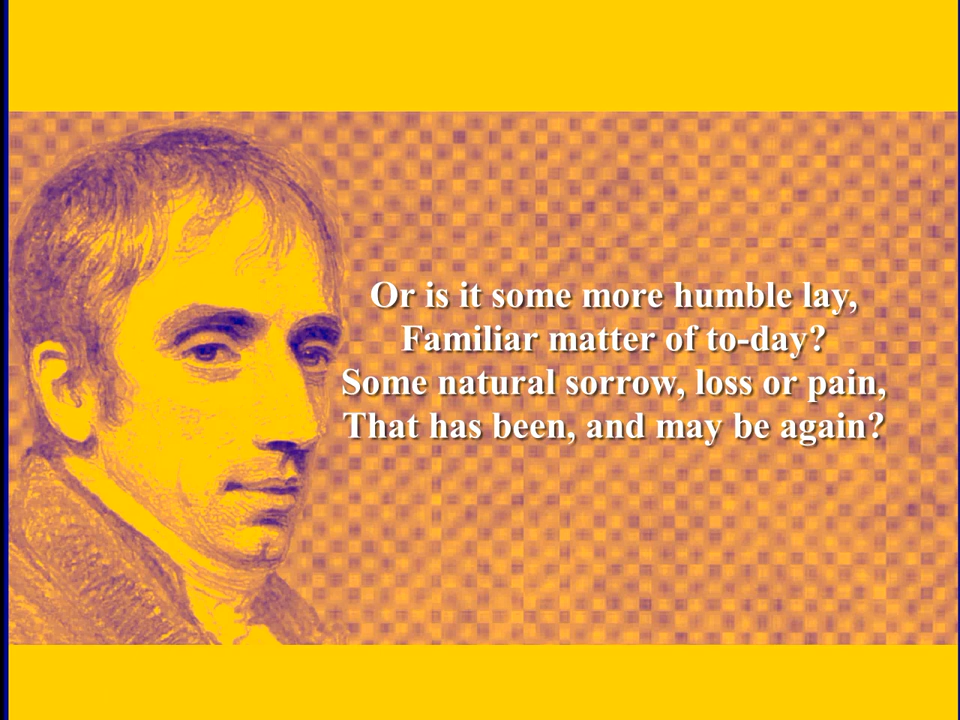 Or is it some more humble lay,
Familiar matter of to-day?
Some natural sorrow, loss or pain,
That has been, and may be again?